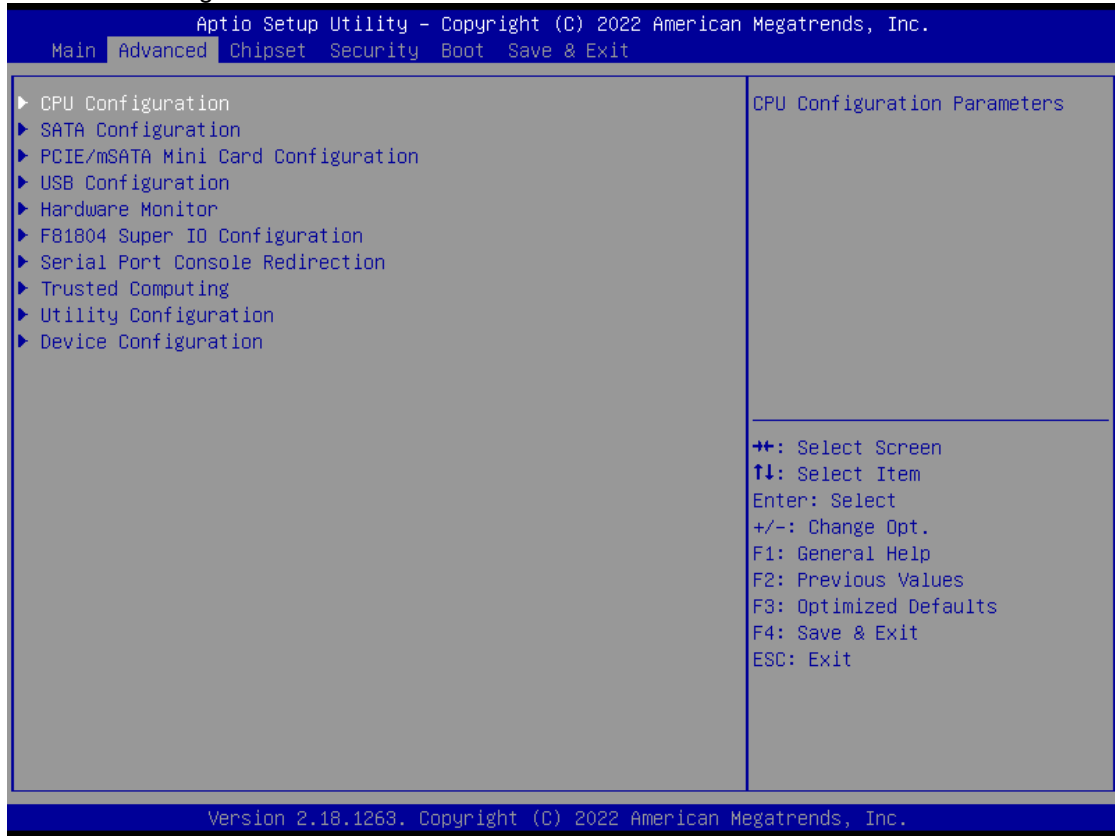 Aptio Setup Utility – Copyright (C) 2022 American Megatrends, Inc.
Main Advanced Chipset Security Boot Save & Exit
▶ CPU Configuration
▶ SATA Configuration
▶ PCIE/mSATA Mini Card Configuration
▶ USB Configuration
▶ Hardware Monitor
▶ F81804 Super IO Configuration
▶ Serial Port Console Redirection
▶ Trusted Computing
▶ Utility Configuration
▶ Device Configuration
CPU Configuration Parameters
→←: Select Screen
↑↓: Select Item
Enter: Select
+/-: Change Opt.
F1: General Help
F2: Previous Values
F3: Optimized Defaults
F4: Save & Exit
ESC: Exit
Version 2.18.1263. Copyright (C) 2022 American Megatrends, Inc.